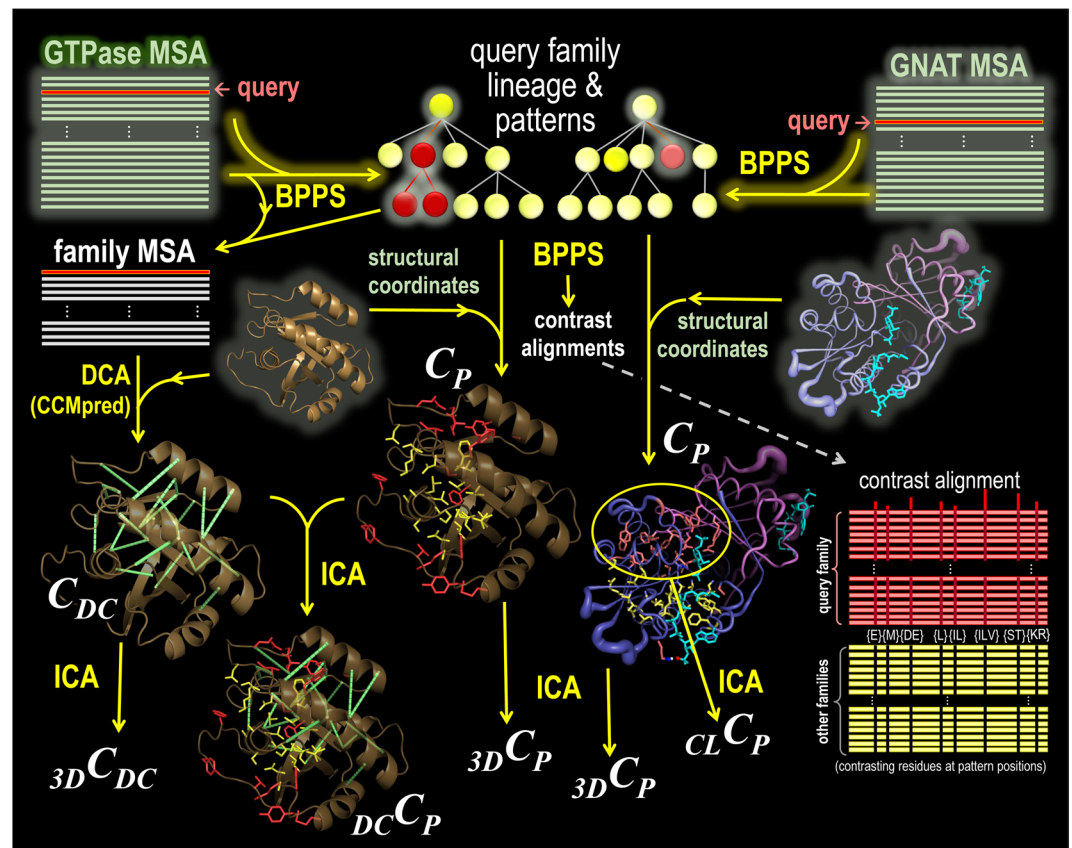 GTPase MSA
← query
⋮ ⋮ ⋮
BPPS
query family
lineage &
patterns
GNAT MSA
query →
⋮ ⋮ ⋮
BPPS
family MSA
⋮ ⋮ ⋮
DCA
(CCMpred)
structural
coordinates
BPPS
contrast
alignments
structural
coordinates
C_P
C_P
C_DC
ICA
ICA
3D C_DC
DC C_P
ICA
3D C_P
3D C_P
ICA
CL C_P
contrast alignment
query family
⋮ ⋮ ⋮
{E}{M}{DE} {L}{IL} {ILV} {ST}{KR}
other families
⋮ ⋮ ⋮
(contrasting residues at pattern positions)